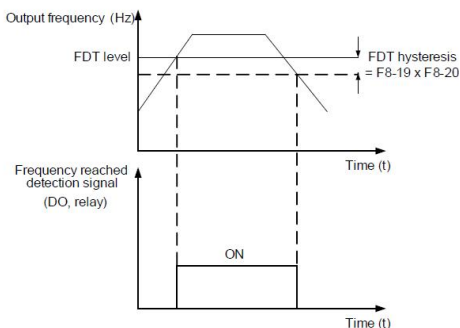 Output frequency (Hz)
FDT level
FDT hysteresis
= F8-19 x F8-20
Time (t)
Frequency reached
detection signal
(DO, relay)
ON
Time (t)